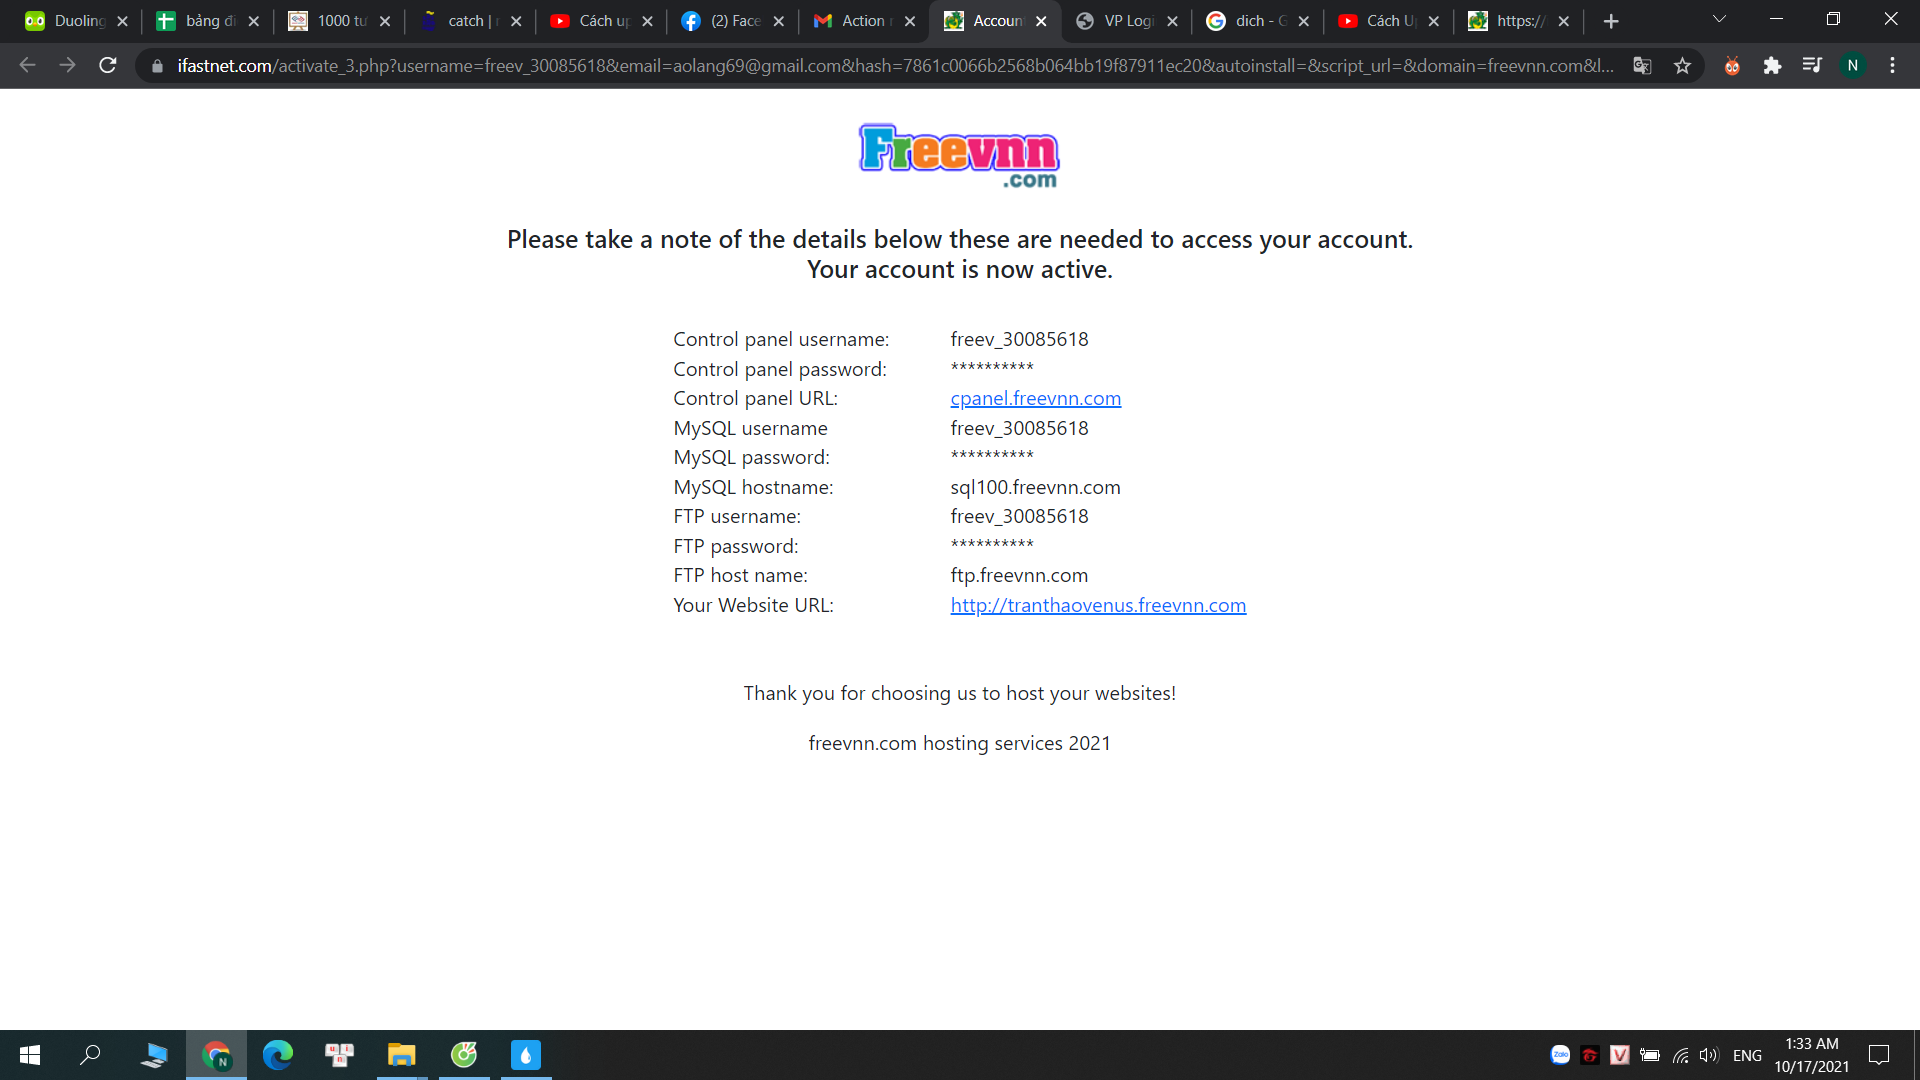 Duoling
bảng đi
1000 từ
catch | n
Cách up
(2) Face
Action r
Accoun
VP Logi
dich - G
Cách Up
https://
ifastnet.com/activate_3.php?username=freev_30085618&email=aolang69@gmail.com&hash=7861c0066b2568b064bb19f87911ec20&autoinstall=&script_url=&domain=freevnn.com&l...
N
Freevnn
.com
Please take a note of the details below these are needed to access your account.
Your account is now active.
Control panel username: freev_30085618
Control panel password: **********
Control panel URL: cpanel.freevnn.com
MySQL username freev_30085618
MySQL password: **********
MySQL hostname: sql100.freevnn.com
FTP username: freev_30085618
FTP password: **********
FTP host name: ftp.freevnn.com
Your Website URL: http://tranthaovenus.freevnn.com
Thank you for choosing us to host your websites!
freevnn.com hosting services 2021
N
Zalo
V
ENG
1:33 AM
10/17/2021